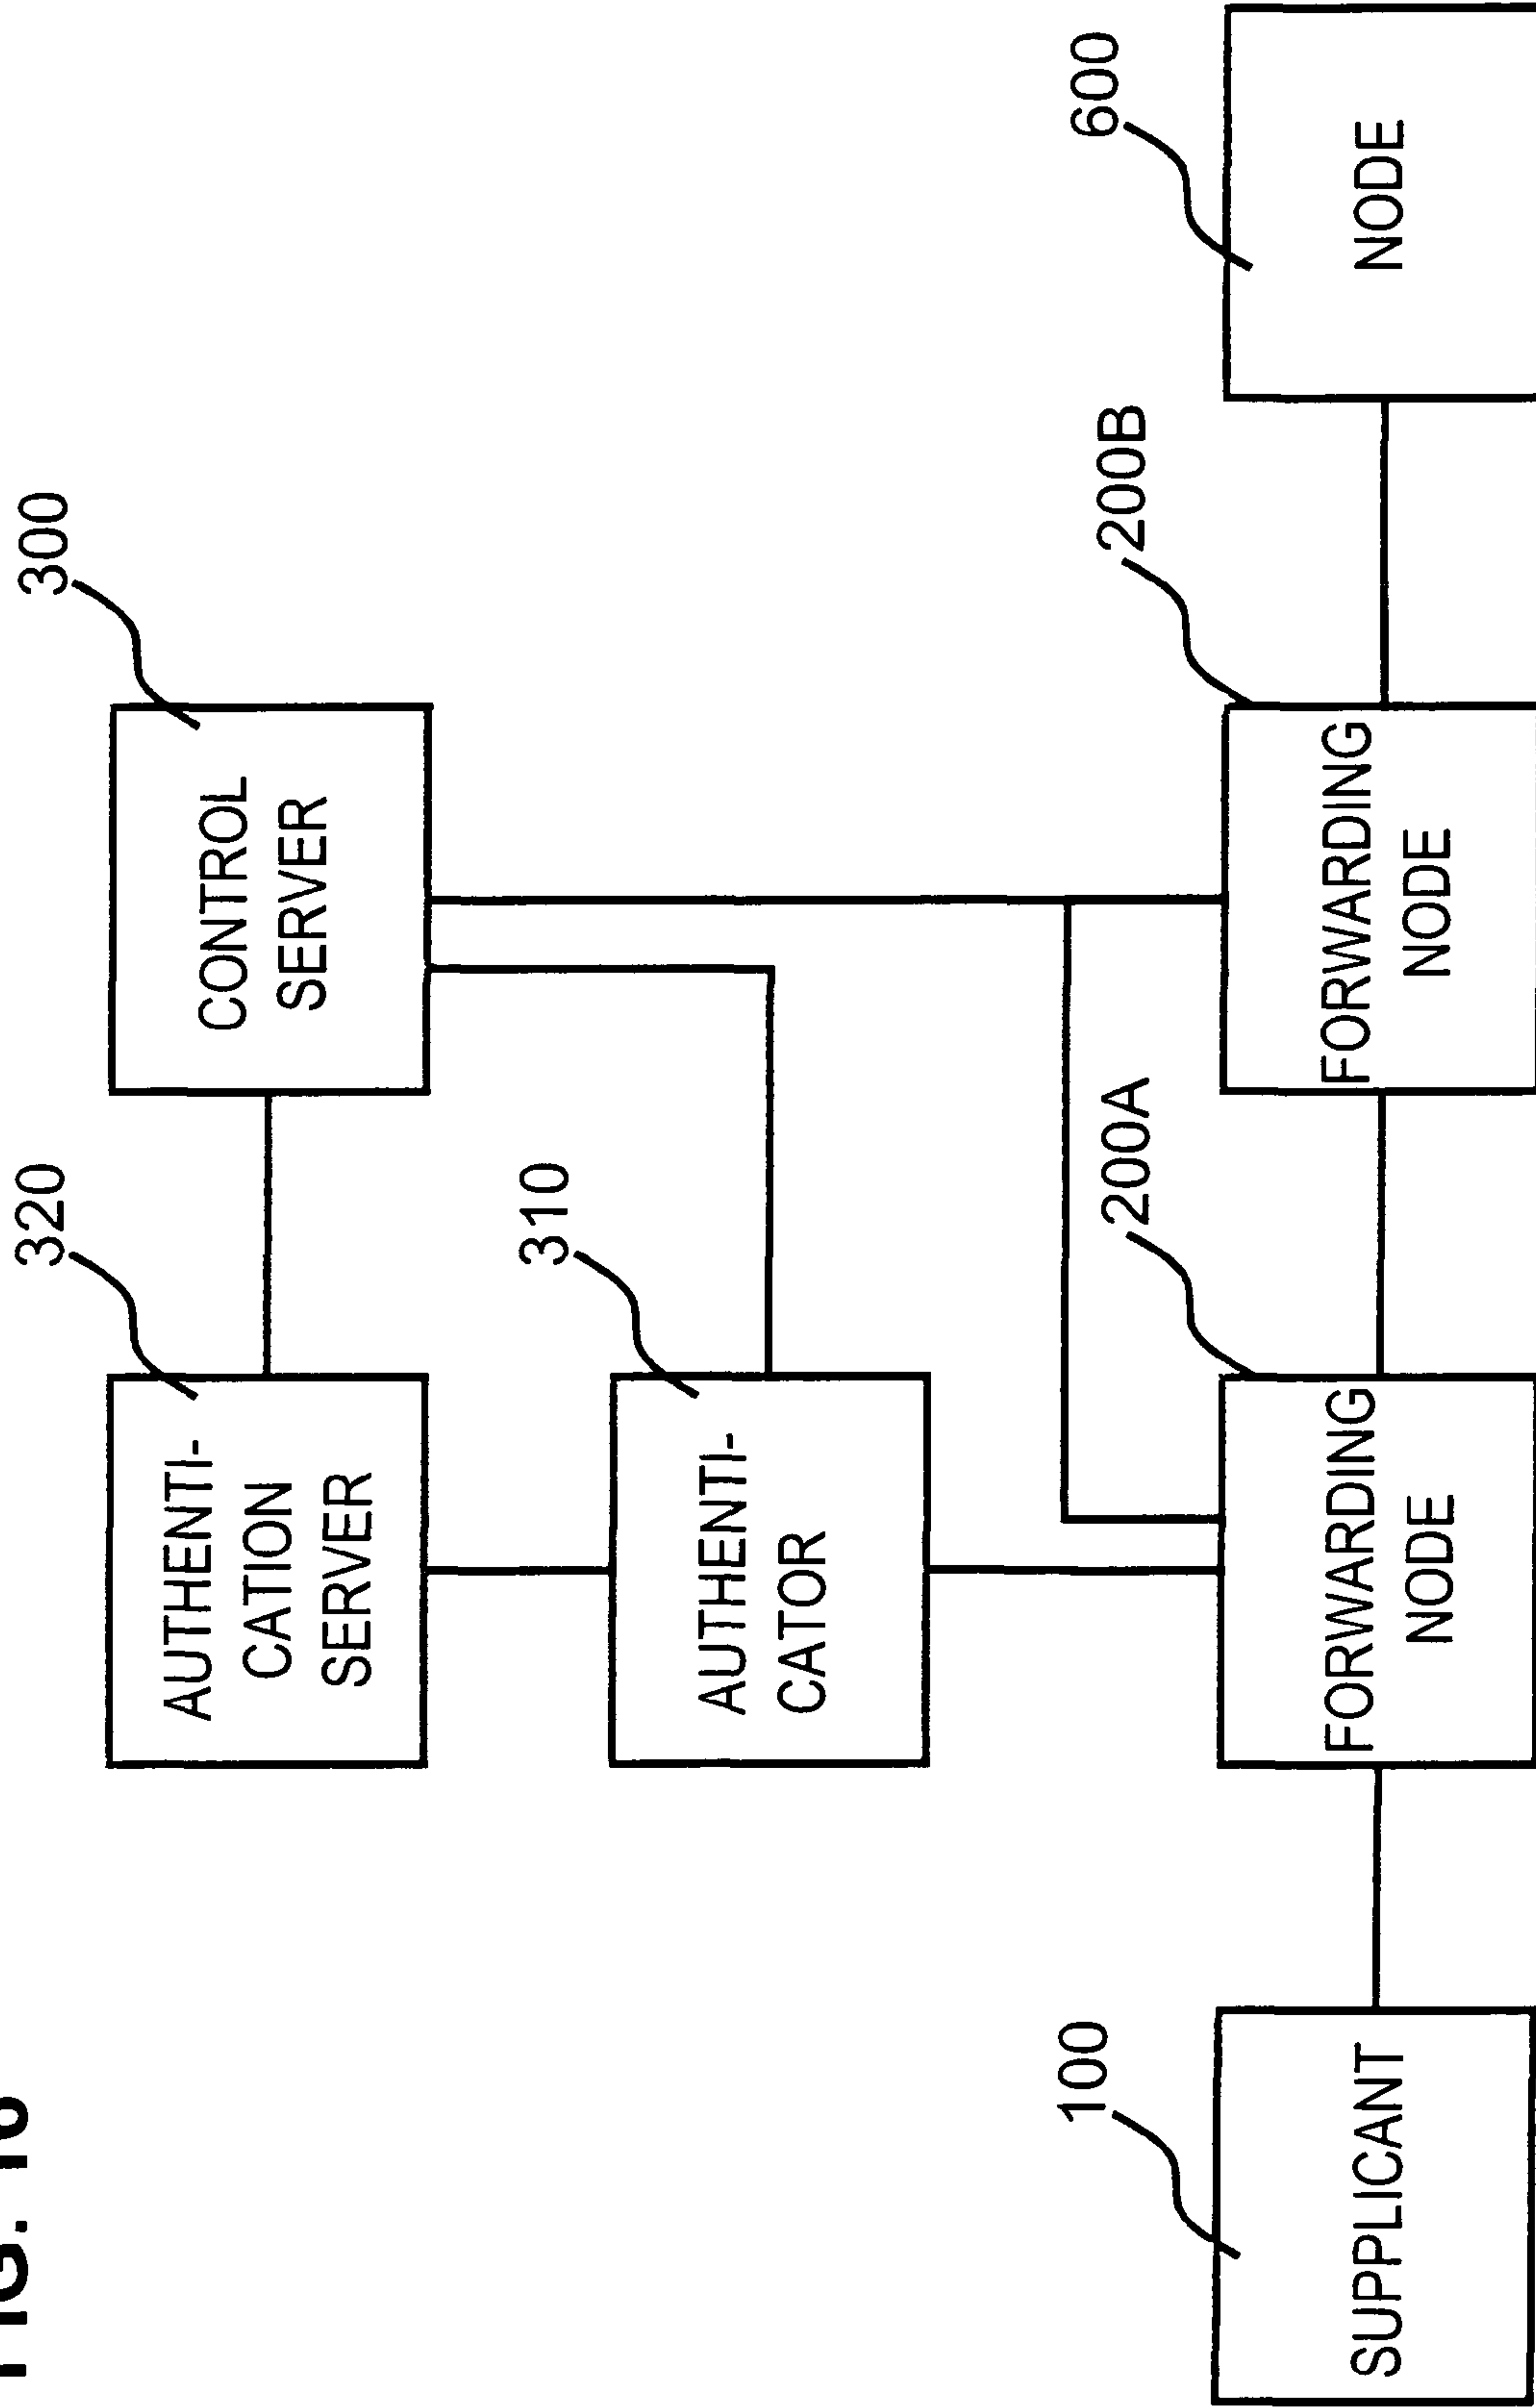 FIG.
320
AUTHENTI-
CATION
SERVER
300
CONTROL
SERVER
310
AUTHENTI-
CATOR
100
SUPPLICANT
200A
FORWARDING
NODE
200B
FORWARDING
NODE
600
NODE